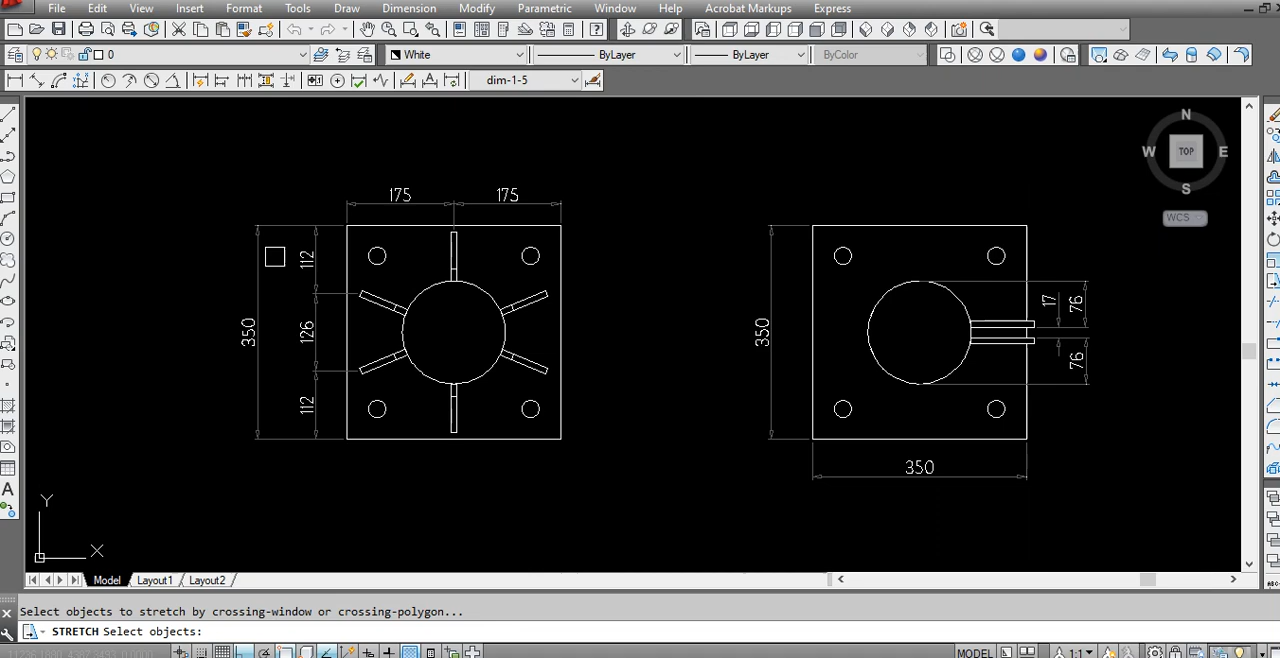 File Edit View Insert Format Tools Draw Dimension Modify Parametric Window Help Acrobat Markups Express
0 White ByLayer ByLayer ByColor
dim-1-5
N
W TOP E
S
WCS
175 175
112
126
350
112
350
17
76
76
350
Y
X
Model Layout1 Layout2
Select objects to stretch by crossing-window or crossing-polygon...
STRETCH Select objects:
MODEL 1:1